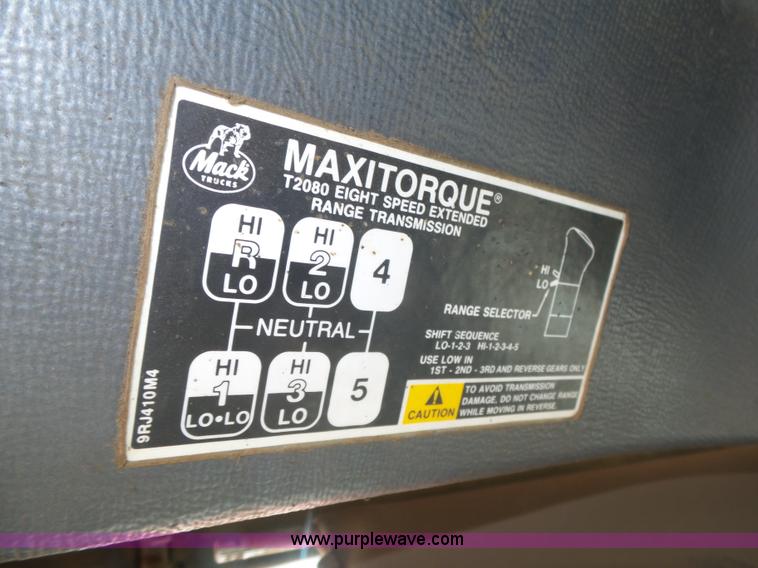 Mack
TRUCKS
MAXITORQUE®
T2080 EIGHT SPEED EXTENDED
RANGE TRANSMISSION
HI HI
R 2 4
LO LO
NEUTRAL
HI HI
1 3 5
LO•LO LO
HI
LO
RANGE SELECTOR
SHIFT SEQUENCE
LO-1-2-3 HI-1-2-3-4-5
USE LOW IN
1ST - 2ND - 3RD AND REVERSE GEARS ONLY
CAUTION
TO AVOID TRANSMISSION
DAMAGE, DO NOT CHANGE RANGE
WHILE MOVING IN REVERSE.
9RJ410M4
www.purplewave.com